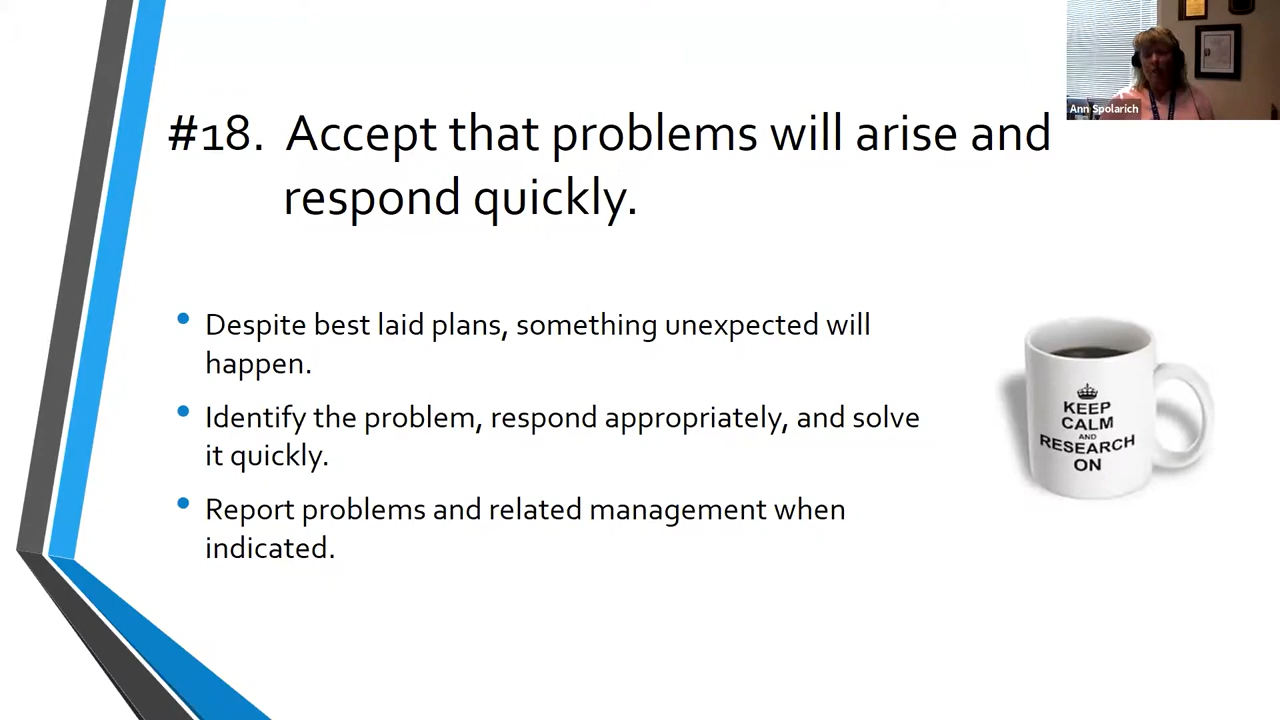 Ann Spolarich
#18. Accept that problems will arise and
respond quickly.
• Despite best laid plans, something unexpected will
happen.
• Identify the problem, respond appropriately, and solve
it quickly.
• Report problems and related management when
indicated.
KEEP
CALM
AND
RESEARCH
ON